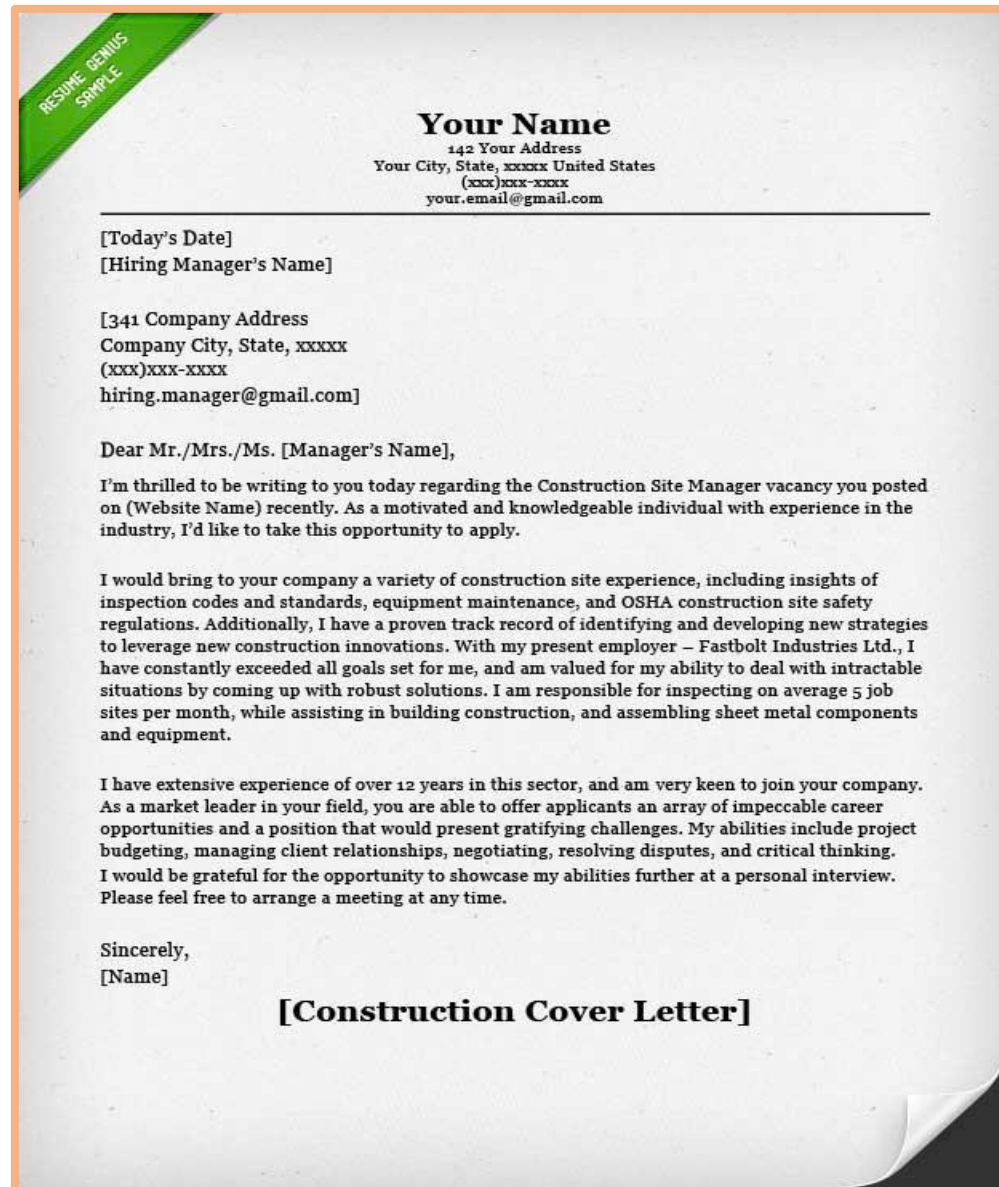 RESUME GENIUS
SAMPLE
Your Name
142 Your Address
Your City, State, xxxxx United States
(xxx)xxx-xxxx
your.email@gmail.com
[Today's Date]
[Hiring Manager's Name]
[341 Company Address
Company City, State, xxxxx
(xxx)xxx-xxxx
hiring.manager@gmail.com]
Dear Mr./Mrs./Ms. [Manager's Name],
I'm thrilled to be writing to you today regarding the Construction Site Manager vacancy you posted
on (Website Name) recently. As a motivated and knowledgeable individual with experience in the
industry, I'd like to take this opportunity to apply.
I would bring to your company a variety of construction site experience, including insights of
inspection codes and standards, equipment maintenance, and OSHA construction site safety
regulations. Additionally, I have a proven track record of identifying and developing new strategies
to leverage new construction innovations. With my present employer – Fastbolt Industries Ltd., I
have constantly exceeded all goals set for me, and am valued for my ability to deal with intractable
situations by coming up with robust solutions. I am responsible for inspecting on average 5 job
sites per month, while assisting in building construction, and assembling sheet metal components
and equipment.
I have extensive experience of over 12 years in this sector, and am very keen to join your company.
As a market leader in your field, you are able to offer applicants an array of impeccable career
opportunities and a position that would present gratifying challenges. My abilities include project
budgeting, managing client relationships, negotiating, resolving disputes, and critical thinking.
I would be grateful for the opportunity to showcase my abilities further at a personal interview.
Please feel free to arrange a meeting at any time.
Sincerely,
[Name]
[Construction Cover Letter]